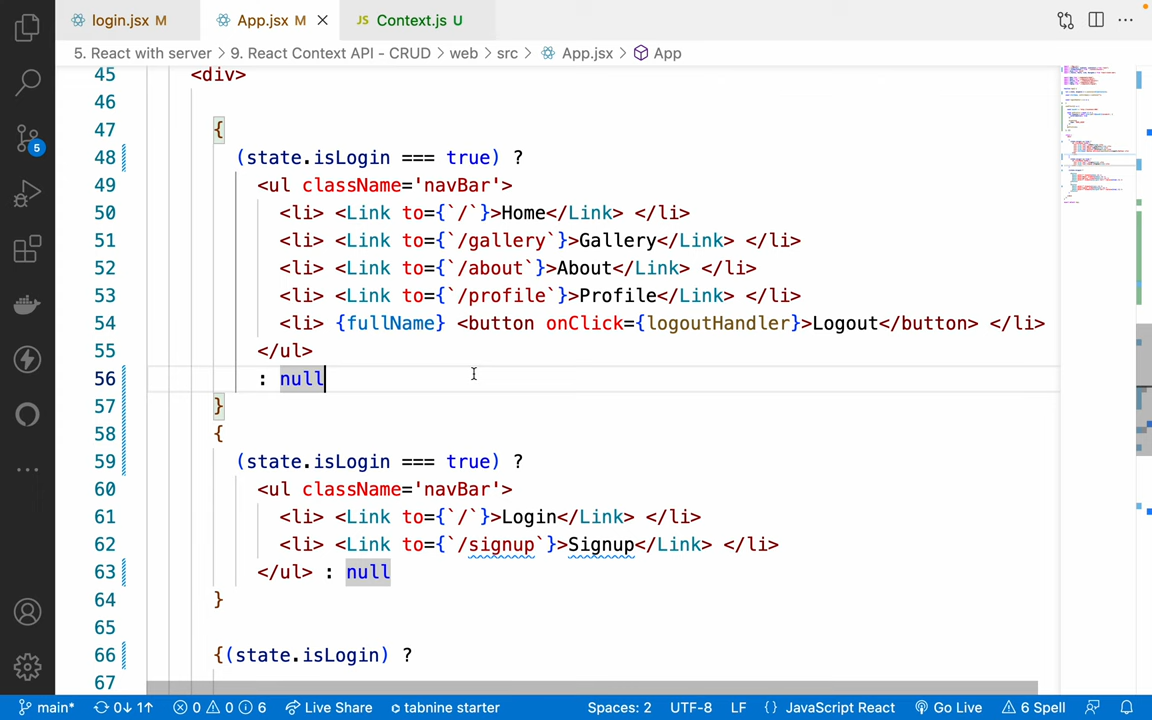 login.jsx M
App.jsx M
JS Context.js U
5. React with server > 9. React Context API - CRUD > web > src > App.jsx > App
45 <div>
46
47 {
48 (state.isLogin === true) ?
49 <ul className='navBar'>
50 <li> <Link to={`/`}>Home</Link> </li>
51 <li> <Link to={`/gallery`}>Gallery</Link> </li>
52 <li> <Link to={`/about`}>About</Link> </li>
53 <li> <Link to={`/profile`}>Profile</Link> </li>
54 <li> {fullName} <button onClick={logoutHandler}>Logout</button> </li>
55 </ul>
56 : null
57 }
58 {
59 (state.isLogin === true) ?
60 <ul className='navBar'>
61 <li> <Link to={`/`}>Login</Link> </li>
62 <li> <Link to={`/signup`}>Signup</Link> </li>
63 </ul> : null
64 }
65
66 {(state.isLogin) ?
67
5
main* 0↓ 1↑ 0 0 6 Live Share tabnine starter Spaces: 2 UTF-8 LF {} JavaScript React Go Live 6 Spell